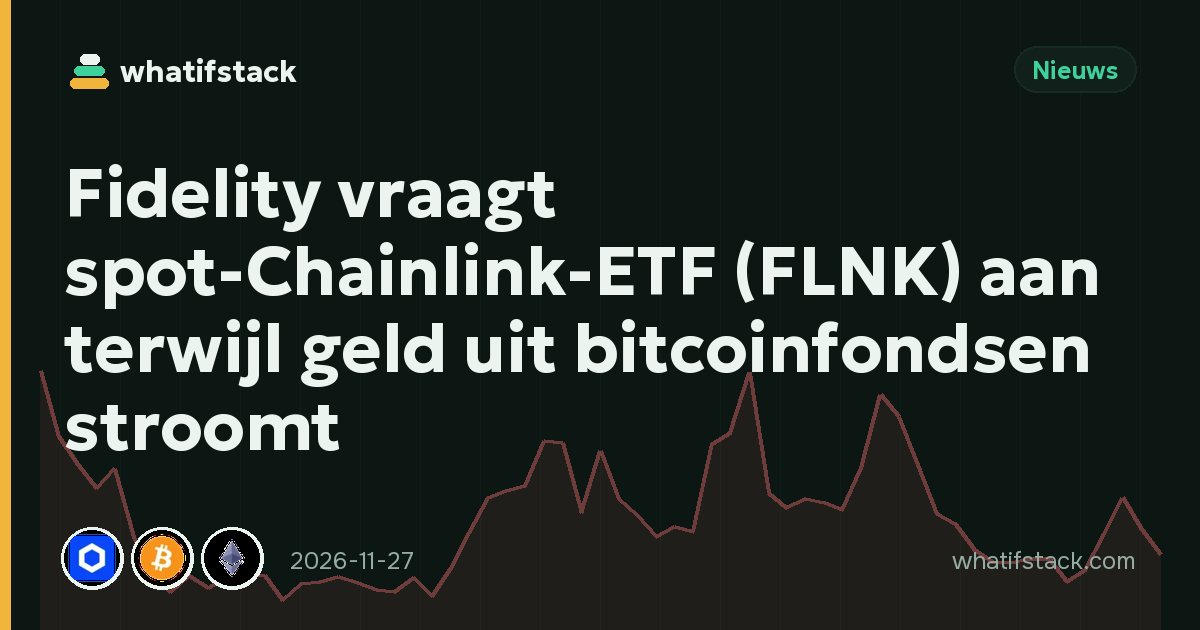 whatifstack
Nieuws
Fidelity vraagt
spot-Chainlink-ETF (FLNK) aan
terwijl geld uit bitcoinfondsen
stroomt
2026-11-27
whatifstack.com